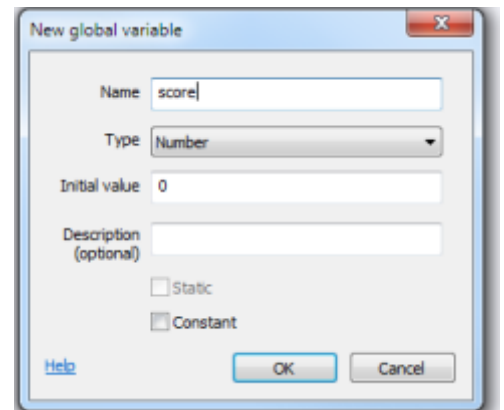 New global variable
Name score
Type Number
Initial value 0
Description
(optional)
Static
Constant
Help OK Cancel